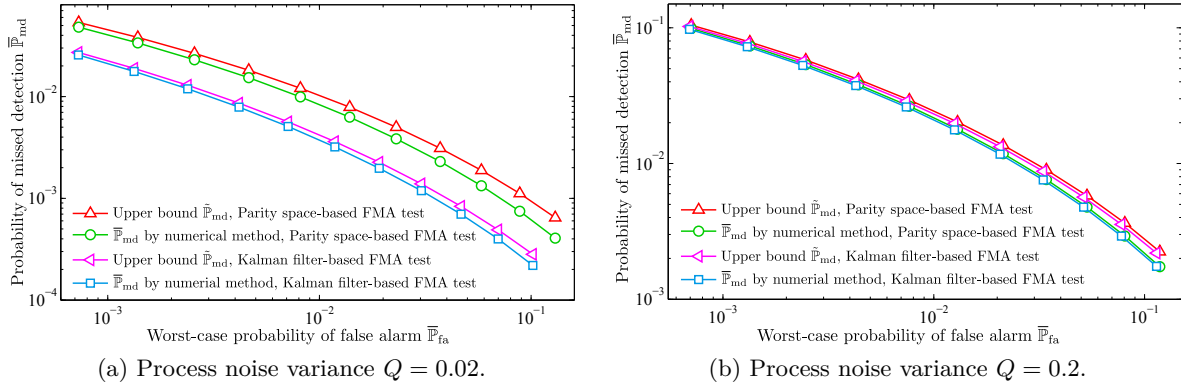 10⁻¹
10⁻²
10⁻³
10⁻⁴
Probability of missed detection P̅md
Upper bound P̃md, Parity space-based FMA test
P̅md by numerical method, Parity space-based FMA test
Upper bound P̃md, Kalman filter-based FMA test
P̅md by numerial method, Kalman filter-based FMA test
10⁻³ 10⁻² 10⁻¹
Worst-case probability of false alarm P̅fa
(a) Process noise variance Q = 0.02.
10⁻¹
10⁻²
10⁻³
Probability of missed detection P̅md
Upper bound P̃md, Parity space-based FMA test
P̅md by numerical method, Parity space-based FMA test
Upper bound P̃md, Kalman filter-based FMA test
P̅md by numerial method, Kalman filter-based FMA test
10⁻³ 10⁻² 10⁻¹
Worst-case probability of false alarm P̅fa
(b) Process noise variance Q = 0.2.